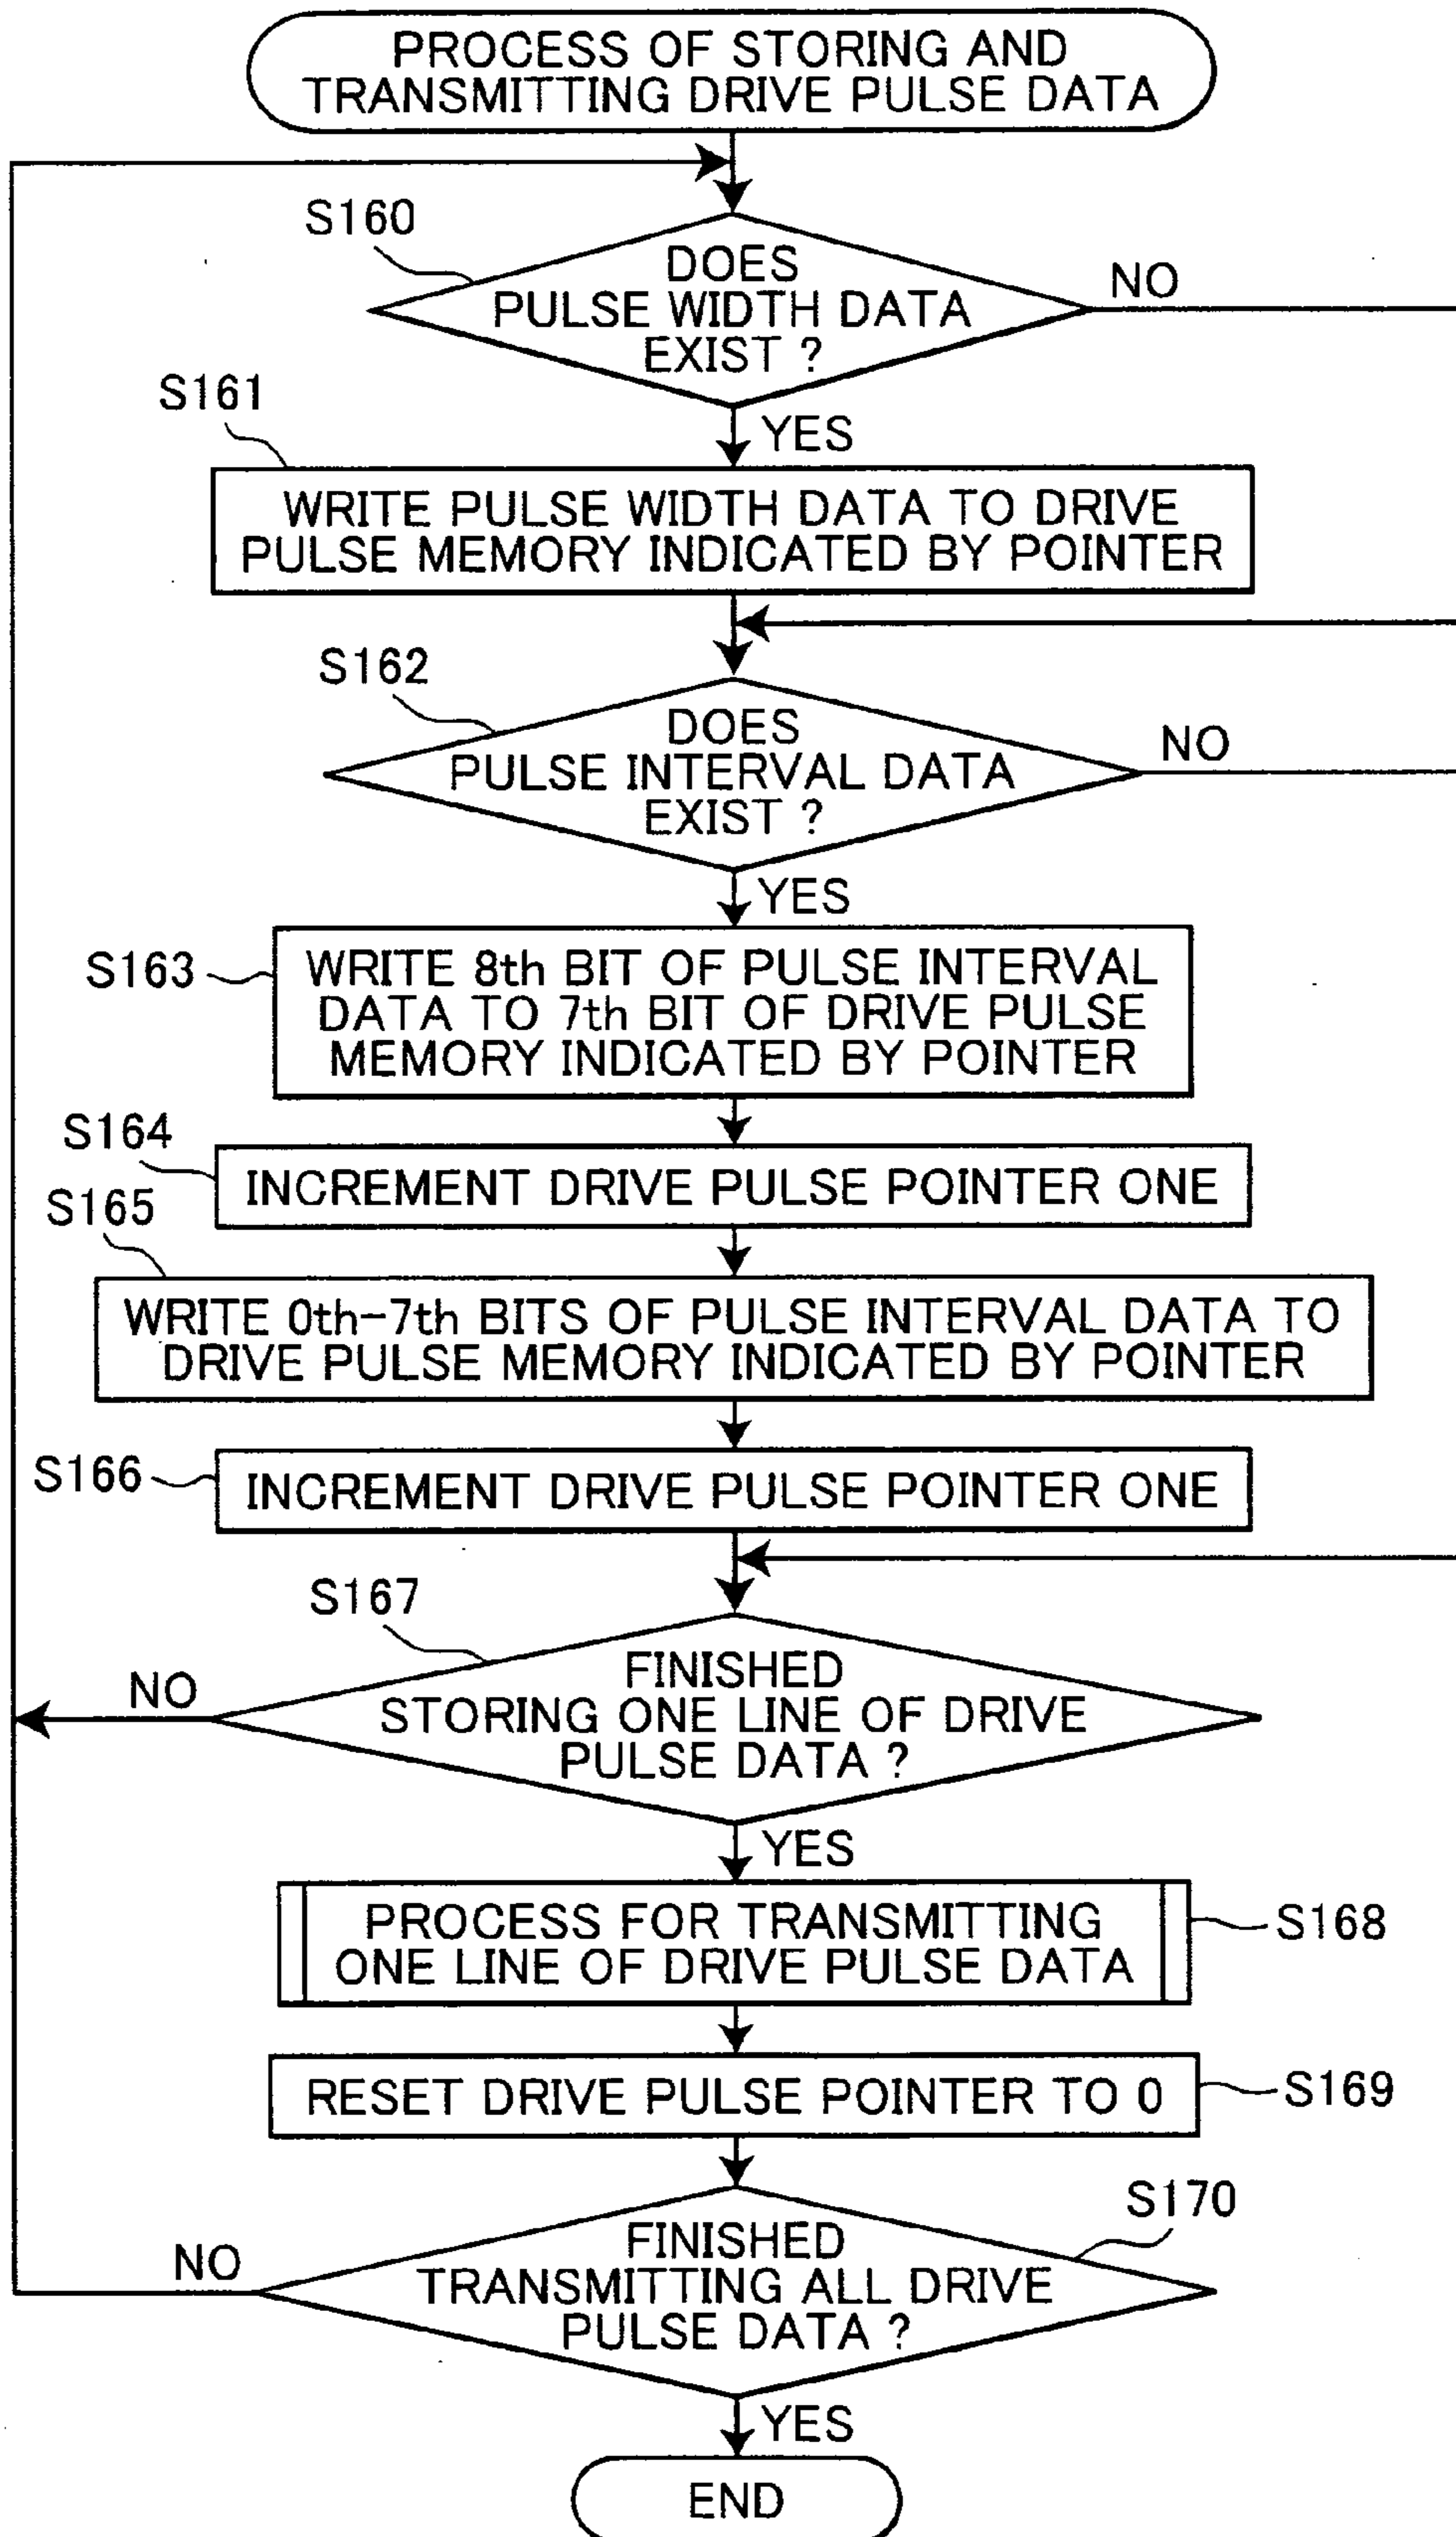 PROCESS OF STORING AND
TRANSMITTING DRIVE PULSE DATA
S160
DOES
PULSE WIDTH DATA
EXIST ?
NO
YES
S161
WRITE PULSE WIDTH DATA TO DRIVE
PULSE MEMORY INDICATED BY POINTER
S162
DOES
PULSE INTERVAL DATA
EXIST ?
NO
YES
S163
WRITE 8th BIT OF PULSE INTERVAL
DATA TO 7th BIT OF DRIVE PULSE
MEMORY INDICATED BY POINTER
S164
INCREMENT DRIVE PULSE POINTER ONE
S165
WRITE 0th-7th BITS OF PULSE INTERVAL DATA TO
DRIVE PULSE MEMORY INDICATED BY POINTER
S166
INCREMENT DRIVE PULSE POINTER ONE
S167
FINISHED
STORING ONE LINE OF DRIVE
PULSE DATA ?
NO
YES
PROCESS FOR TRANSMITTING
ONE LINE OF DRIVE PULSE DATA
S168
RESET DRIVE PULSE POINTER TO 0
S169
S170
FINISHED
TRANSMITTING ALL DRIVE
PULSE DATA ?
NO
YES
END